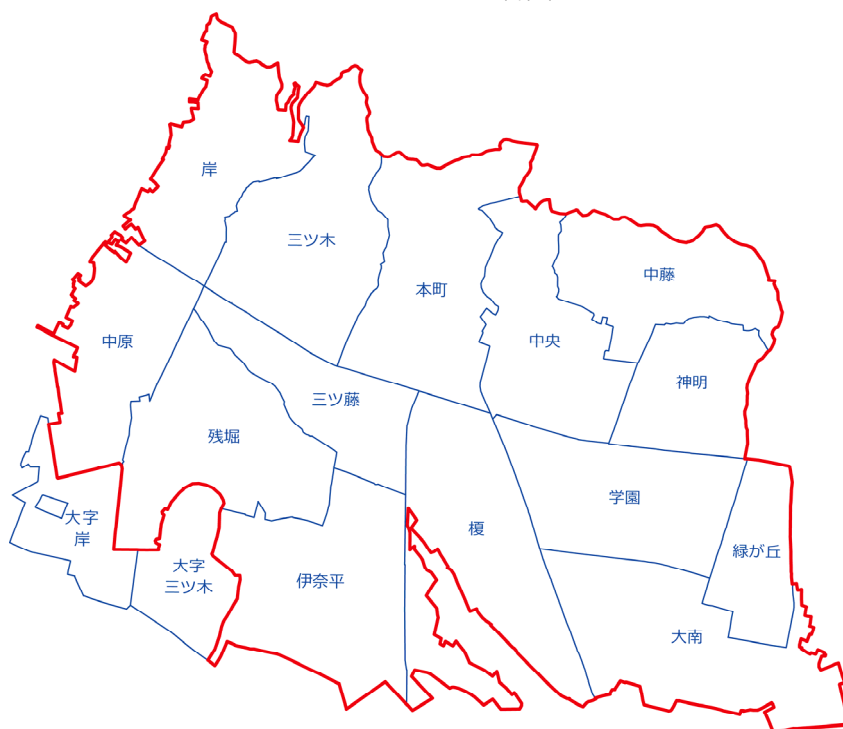 岸
三ツ木
本町
中藤
中央
中原
神明
三ツ藤
残堀
学園
大字
岸
榎
緑が丘
大字
三ツ木
伊奈平
大南